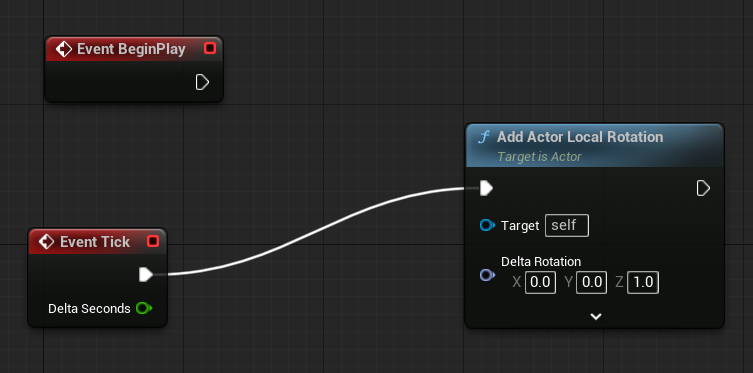 Event BeginPlay
f Add Actor Local Rotation
Target is Actor
Event Tick
Target self
Delta Rotation
X 0.0 Y 0.0 Z 1.0
Delta Seconds